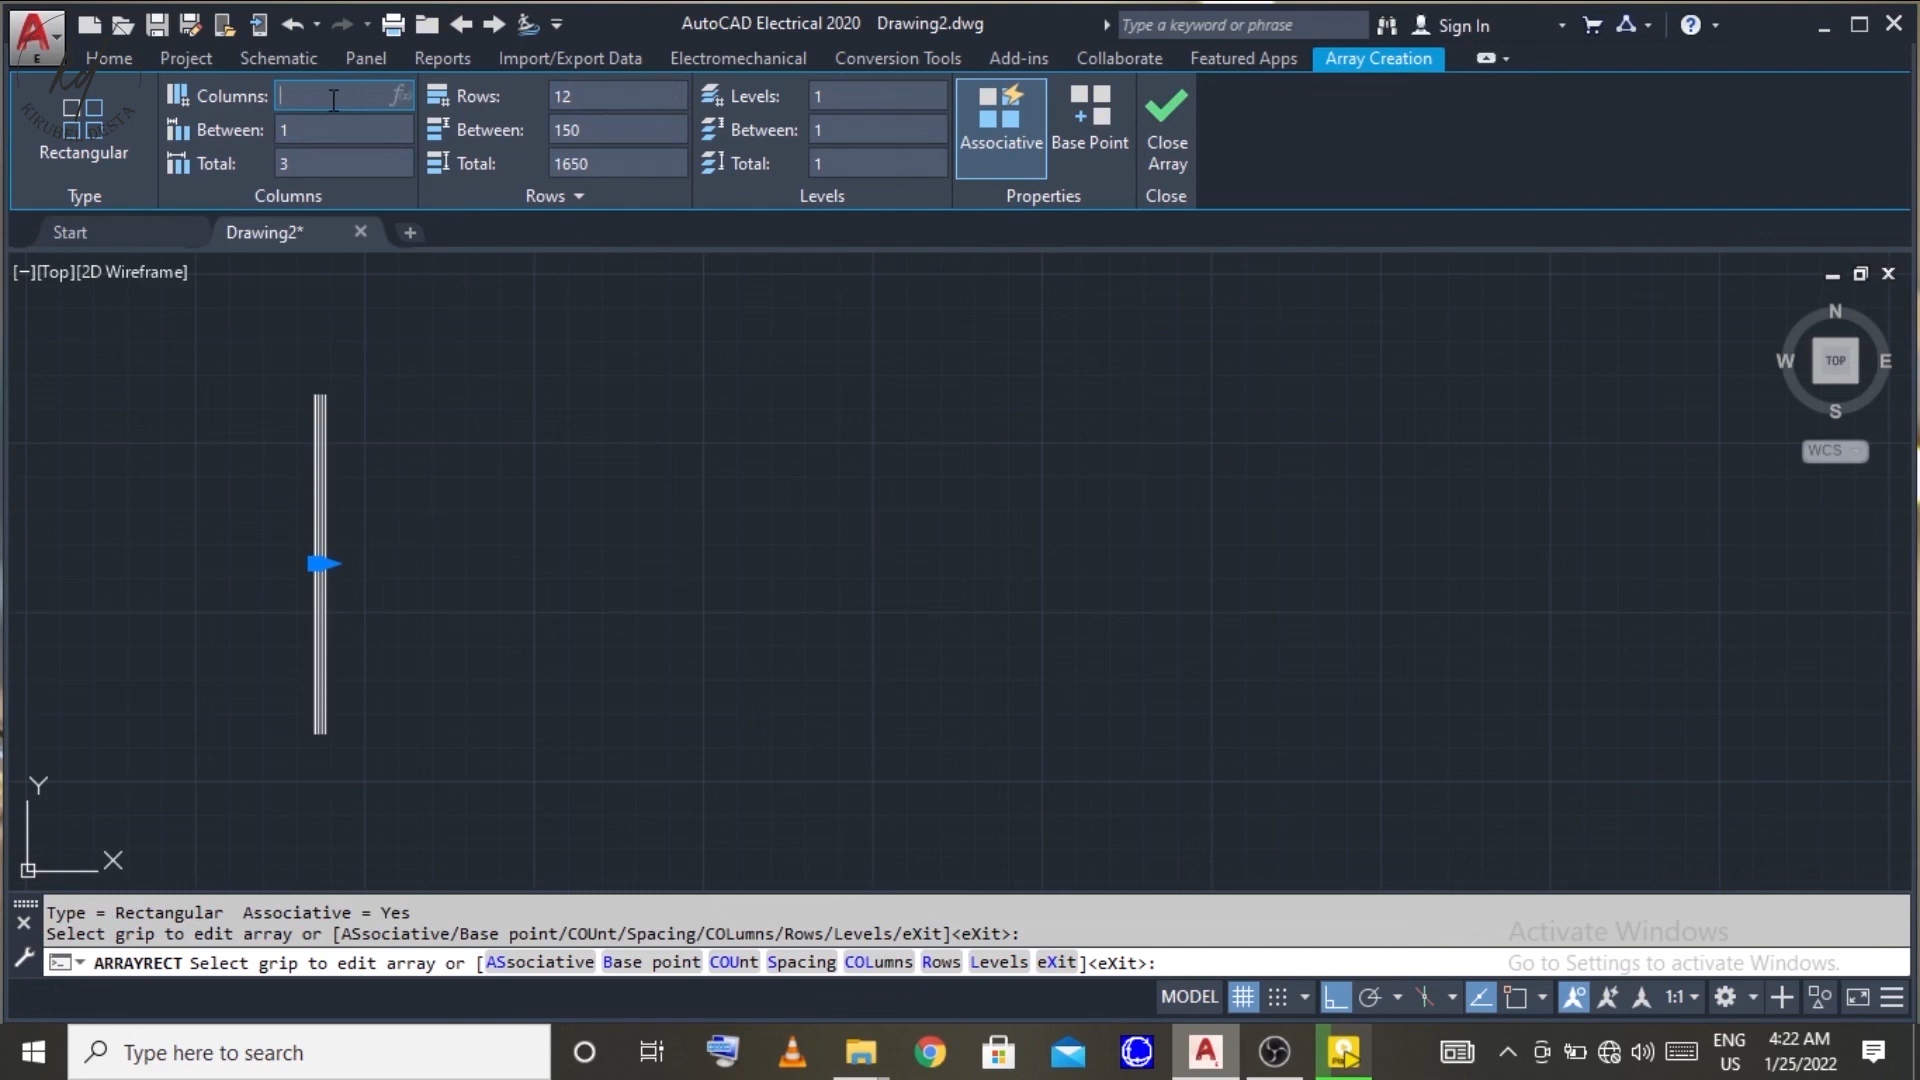 AutoCAD Electrical 2020 Drawing2.dwg
Type a keyword or phrase
Sign In
E
Home Project Schematic Panel Reports Import/Export Data Electromechanical Conversion Tools Add-ins Collaborate Featured Apps Array Creation
KIRUBEL DESTA
Rectangular
Type
Columns:
Between: 1
Total: 3
Columns
Rows: 12
Between: 150
Total: 1650
Rows
Levels: 1
Between: 1
Total: 1
Levels
Associative Base Point
Properties
Close
Array
Close
Start Drawing2*
[−][Top][2D Wireframe]
N
W TOP E
S
WCS
Y
X
Type = Rectangular  Associative = Yes
Select grip to edit array or [ASsociative/Base point/COUnt/Spacing/COLumns/Rows/Levels/eXit]<eXit>:
ARRAYRECT Select grip to edit array or [ASsociative Base point COUnt Spacing COLumns Rows Levels eXit]<eXit>:
Activate Windows
Go to Settings to activate Windows.
MODEL 1:1
Type here to search
ENG
US
4:22 AM
1/25/2022